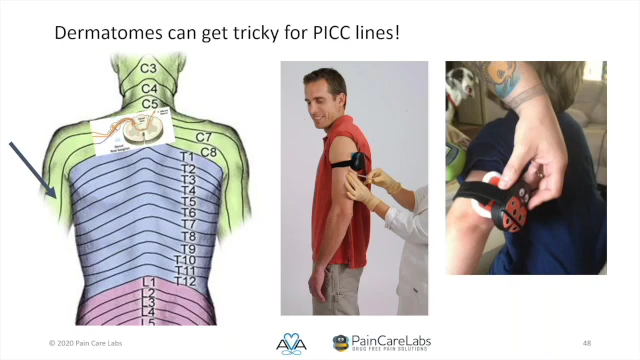 Dermatomes can get tricky for PICC lines!
C3
C4
C5
C7
C8
T1
T2
T3
T4
T5
T6
T7
T8
T9
T10
T11
T12
L1
L2
L3
L4
L5
© 2020 Pain Care Labs
AVA
PainCareLabs
DRUG FREE PAIN SOLUTIONS
48